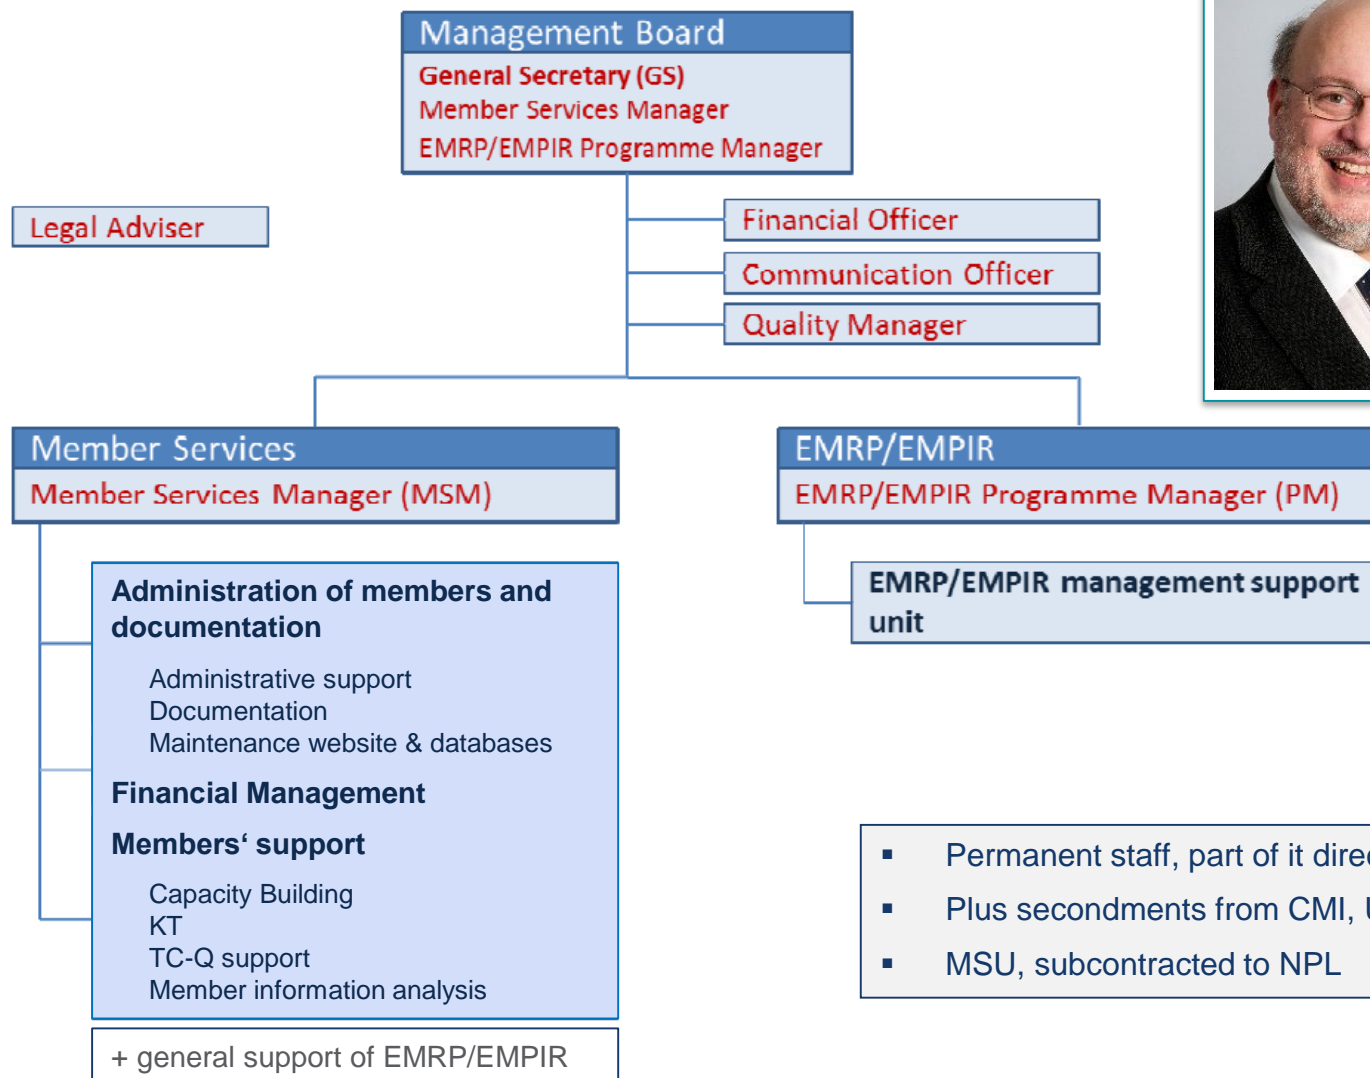 Management Board
General Secretary (GS)
Member Services Manager
EMRP/EMPIR Programme Manager
Legal Adviser
Financial Officer
Communication Officer
Quality Manager
Member Services
Member Services Manager (MSM)
EMRP/EMPIR
EMRP/EMPIR Programme Manager (PM)
Administration of members and
documentation
Administrative support
Documentation
Maintenance website & databases
Financial Management
Members‘ support
Capacity Building
KT
TC-Q support
Member information analysis
+ general support of EMRP/EMPIR
EMRP/EMPIR management support
unit
▪ Permanent staff, part of it
▪ Plus secondments from CMI,
▪ MSU, subcontracted to NPL